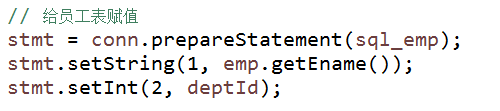 // 给员工表赋值
stmt = conn.prepareStatement(sql_emp);
stmt.setString(1, emp.getEname());
stmt.setInt(2, deptId);